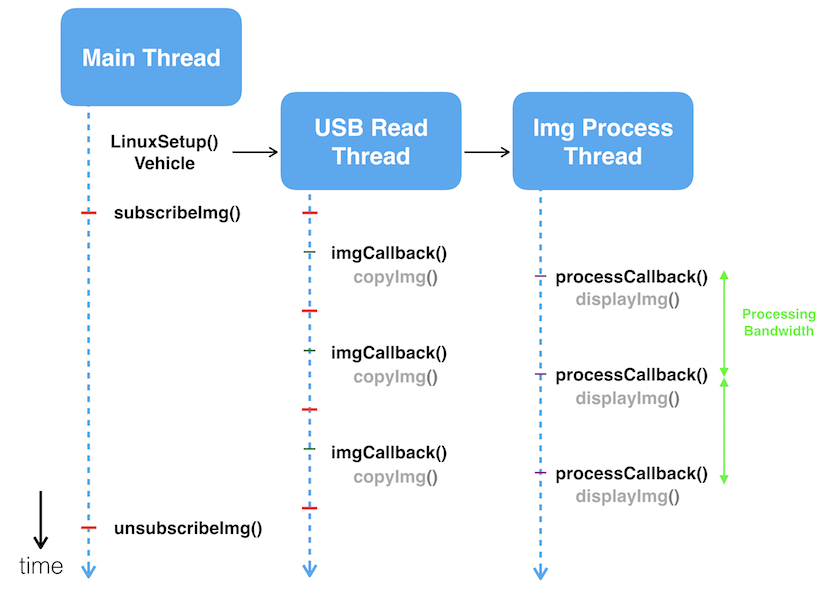 Main Thread
LinuxSetup()
Vehicle
USB Read
Thread
Img Process
Thread
subscribeImg()
imgCallback()
copyImg()
processCallback()
displayImg()
Processing
Bandwidth
imgCallback()
copyImg()
processCallback()
displayImg()
imgCallback()
copyImg()
processCallback()
displayImg()
unsubscribeImg()
time